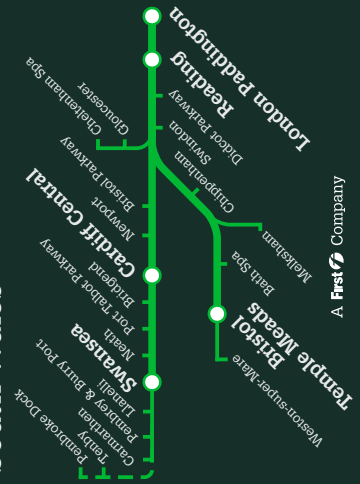 London Paddington
Reading
Didcot Parkway
Swindon
Cheltenham Spa
Gloucester
Chippenham
Melksham
Bath Spa
Bristol
Temple Meads
Weston-super-Mare
Bristol Parkway
Newport
Cardiff Central
Bridgend
Port Talbot Parkway
Neath
Swansea
Llanelli
Pembrey & Burry Port
Carmarthen
Tenby
Pembroke Dock
A First Company